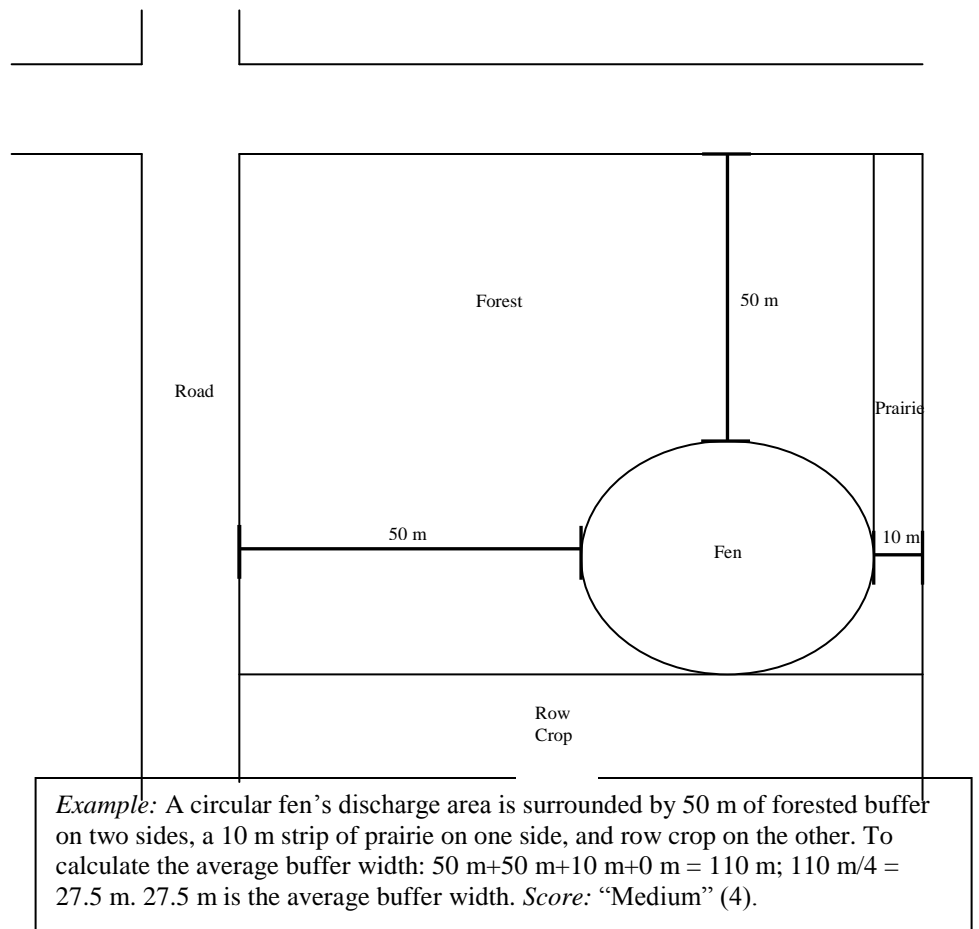 Forest
50 m
Road
Prairie
50 m
10 m
Fen
Row
Crop
Example: A circular fen’s discharge area is surrounded by 50 m of forested buffer
on two sides, a 10 m strip of prairie on one side, and row crop on the other. To
calculate the average buffer width: 50 m+50 m+10 m+0 m = 110 m; 110 m/4 =
27.5 m. 27.5 m is the average buffer width. Score: “Medium” (4).